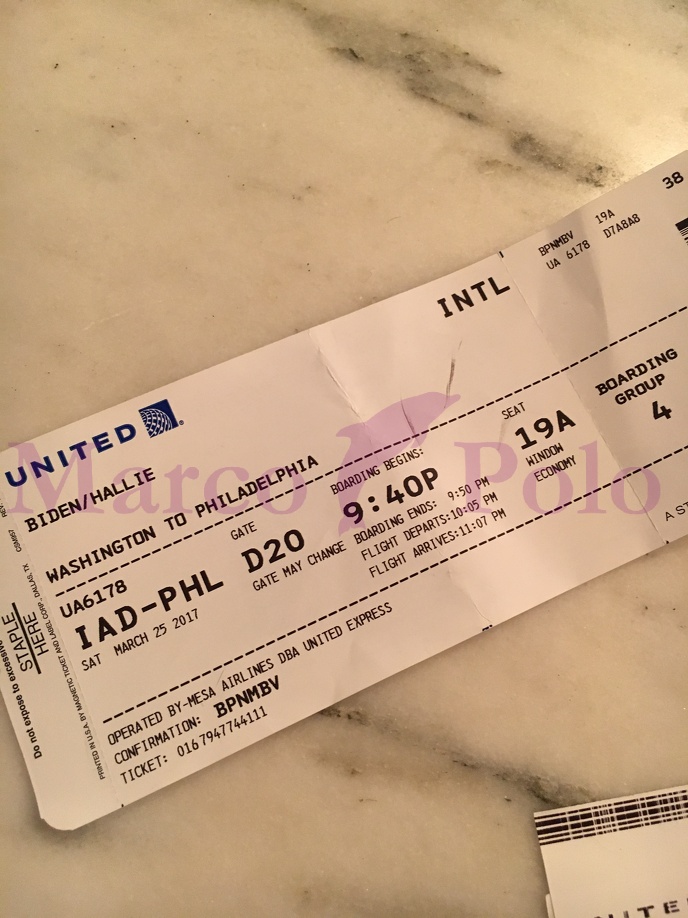 38
BPNMBV 19A
UA 6178 D7A8A8
INTL
BOARDING
GROUP
4
UNITED
BIDEN/HALLIE
WASHINGTON TO PHILADELPHIA
BOARDING BEGINS:
9:40P
SEAT
19A
WINDOW
ECONOMY
UA6178
GATE
D20
GATE MAY CHANGE
BOARDING ENDS: 9:50 PM
FLIGHT DEPARTS:10:05 PM
FLIGHT ARRIVES:11:07 PM
IAD-PHL
SAT MARCH 25 2017
A ST
OPERATED BY-MESA AIRLINES DBA UNITED EXPRESS
CONFIRMATION: BPNMBV
TICKET: 0167947744111
STAPLE
HERE
Do not expose to excessive
PRINTED IN U.S.A. BY MAGNETIC TICKET AND LABEL CORP., DALLAS, TX
Marco Polo